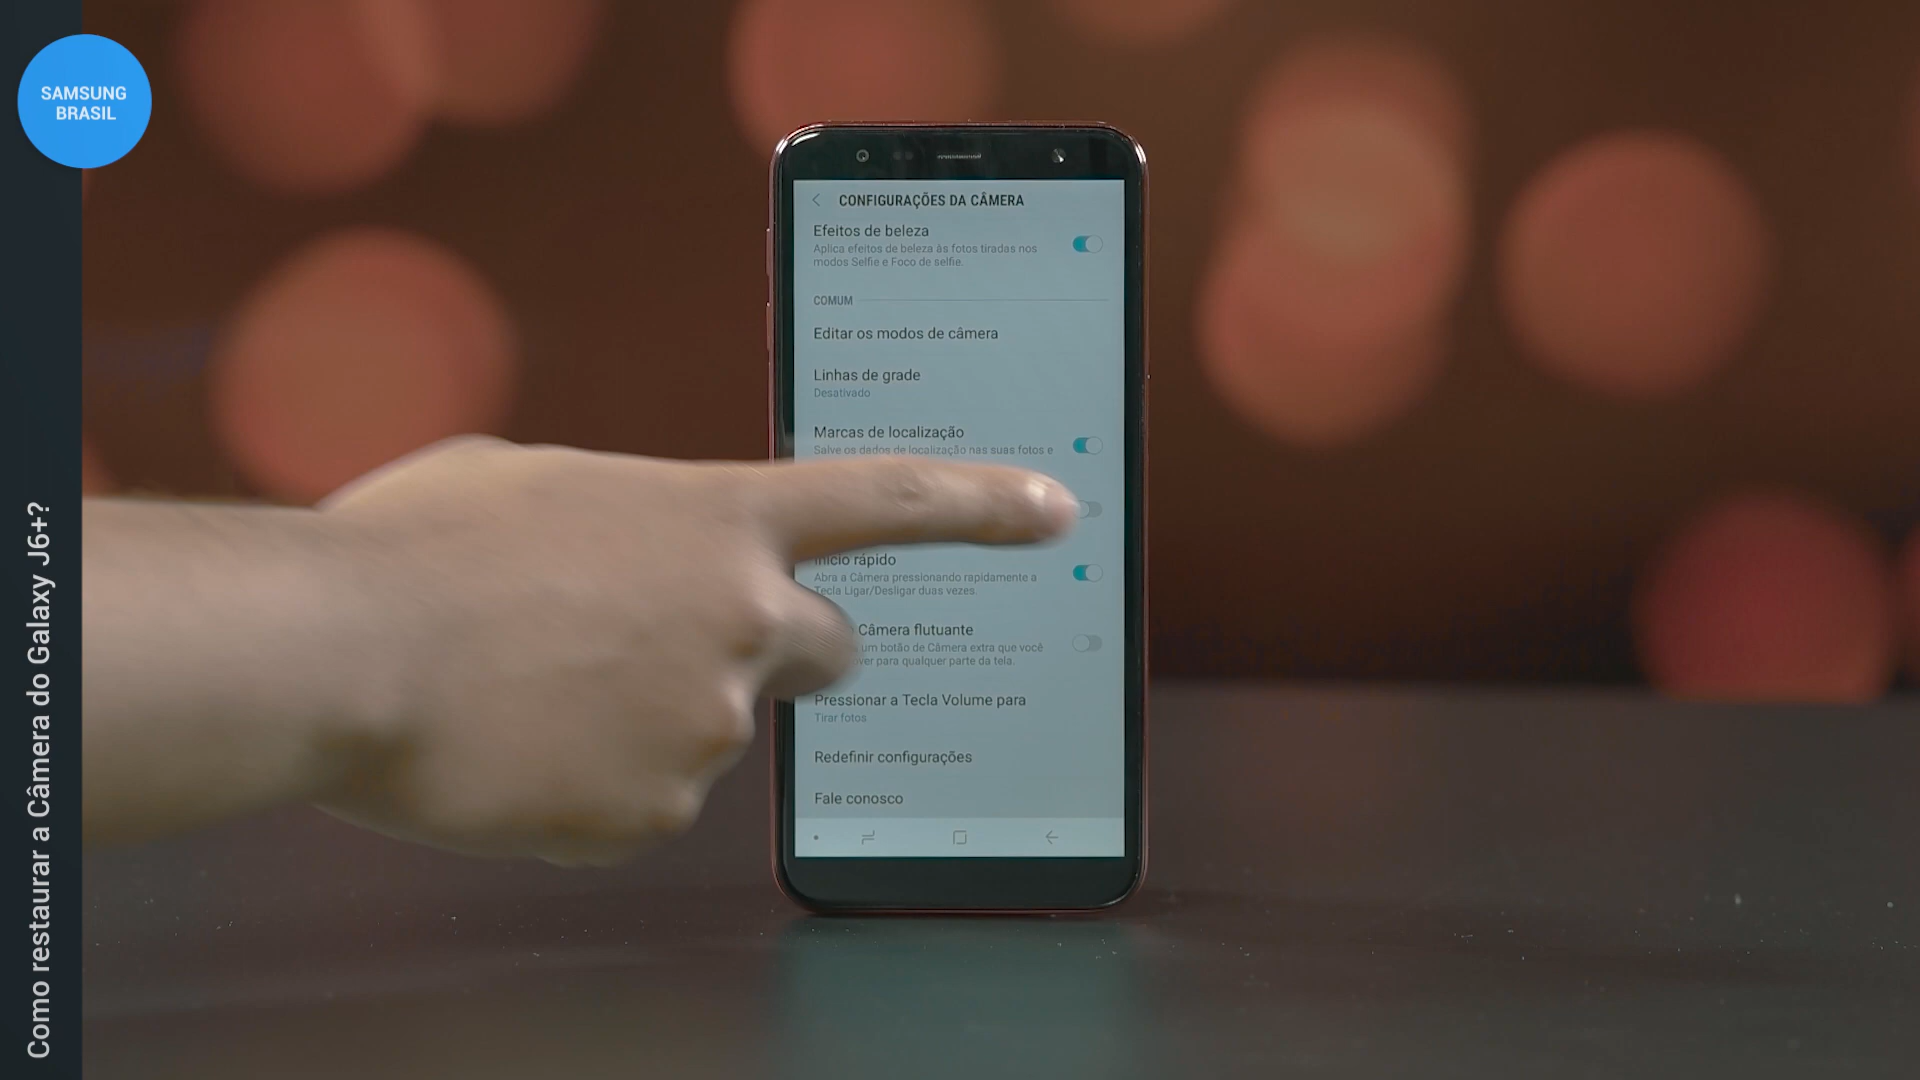 SAMSUNG
BRASIL
Como restaurar a Câmera do Galaxy J6+?
CONFIGURAÇÕES DA CÂMERA
Efeitos de beleza
Aplica efeitos de beleza às fotos tiradas nos
modos Selfie e Foco de selfie.
COMUM
Editar os modos de câmera
Linhas de grade
Desativado
Marcas de localização
Salve os dados de localização nas suas fotos e
Início rápido
Abra a Câmera pressionando rapidamente a
Tecla Ligar/Desligar duas vezes.
Câmera flutuante
um botão de Câmera extra que você
para qualquer parte da tela.
Pressionar a Tecla Volume para
Tirar fotos
Redefinir configurações
Fale conosco